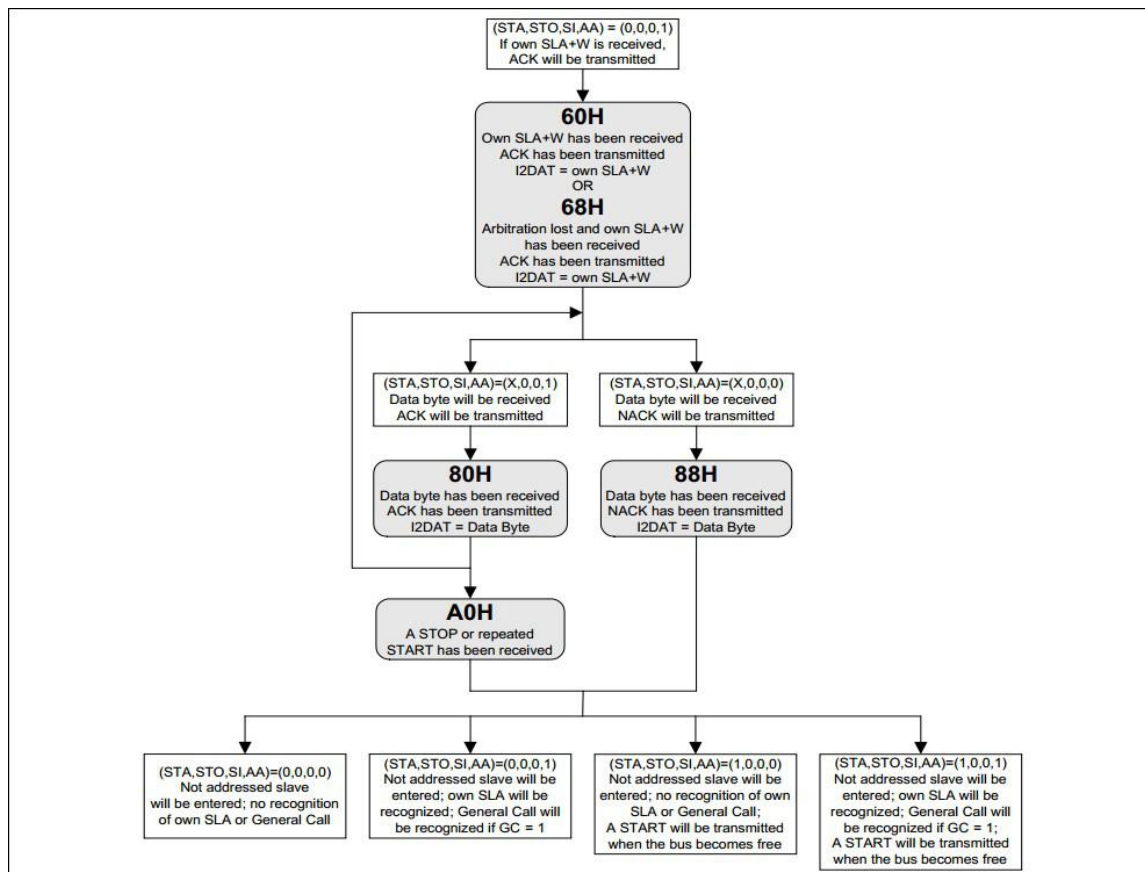 (STA,STO,SI,AA) = (0,0,0,1)
If own SLA+W is received,
ACK will be transmitted
60H
Own SLA+W has been received
ACK has been transmitted
I2DAT = own SLA+W
OR
68H
Arbitration lost and own SLA+W
has been received
ACK has been transmitted
I2DAT = own SLA+W
(STA,STO,SI,AA)=(X,0,0,1)
Data byte will be received
ACK will be transmitted
(STA,STO,SI,AA)=(X,0,0,0)
Data byte will be received
NACK will be transmitted
80H
Data byte has been received
ACK has been transmitted
I2DAT = Data Byte
88H
Data byte has been received
NACK has been transmitted
I2DAT = Data Byte
A0H
A STOP or repeated
START has been received
(STA,STO,SI,AA)=(0,0,0,0)
Not addressed slave
will be entered; no recognition
of own SLA or General Call
(STA,STO,SI,AA)=(0,0,0,1)
Not addressed slave will be
entered; own SLA will be
recognized; General Call will
be recognized if GC = 1
(STA,STO,SI,AA)=(1,0,0,0)
Not addressed slave will be
entered; no recognition of own
SLA or General Call;
A START will be transmitted
when the bus becomes free
(STA,STO,SI,AA)=(1,0,0,1)
Not addressed slave will be
entered; own SLA will be
recognized; General Call will
be recognized if GC = 1;
A START will be transmitted
when the bus becomes free